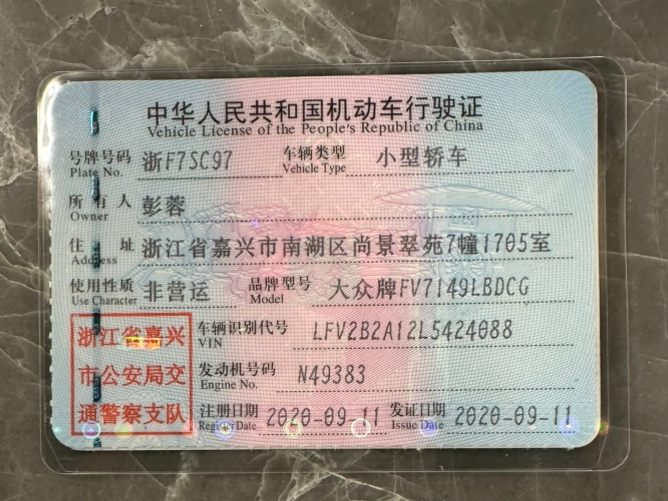 中华人民共和国机动车行驶证
Vehicle License of the People's Republic of China
号牌号码 浙F7SC97 车辆类型 小型轿车
Plate No. Vehicle Type
所有人 彭蓉
Owner
住址 浙江省嘉兴市南湖区尚景翠苑7幢1705室
Address
使用性质 非营运 品牌型号 大众牌FV7149LBDCG
Use Character Model
浙江省嘉兴 车辆识别代号 LFV2B2A12L5424088
VIN
市公安局交 发动机号码 N49383
Engine No.
通警察支队 注册日期 2020-09-11 发证日期 2020-09-11
Register Date Issue Date